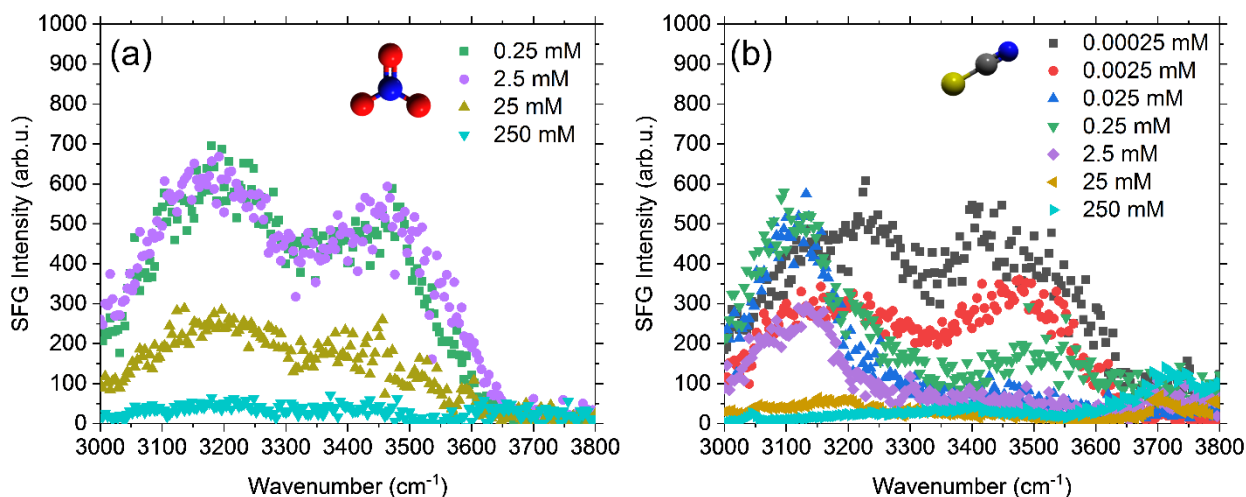 (a)
0.25 mM
2.5 mM
25 mM
250 mM
SFG Intensity (arb.u.)
1000
900
800
700
600
500
400
300
200
100
0
3000 3100 3200 3300 3400 3500 3600 3700 3800
Wavenumber (cm⁻¹)
(b)
0.00025 mM
0.0025 mM
0.025 mM
0.25 mM
2.5 mM
25 mM
250 mM
SFG Intensity (arb.u.)
1000
900
800
700
600
500
400
300
200
100
0
3000 3100 3200 3300 3400 3500 3600 3700 3800
Wavenumber (cm⁻¹)